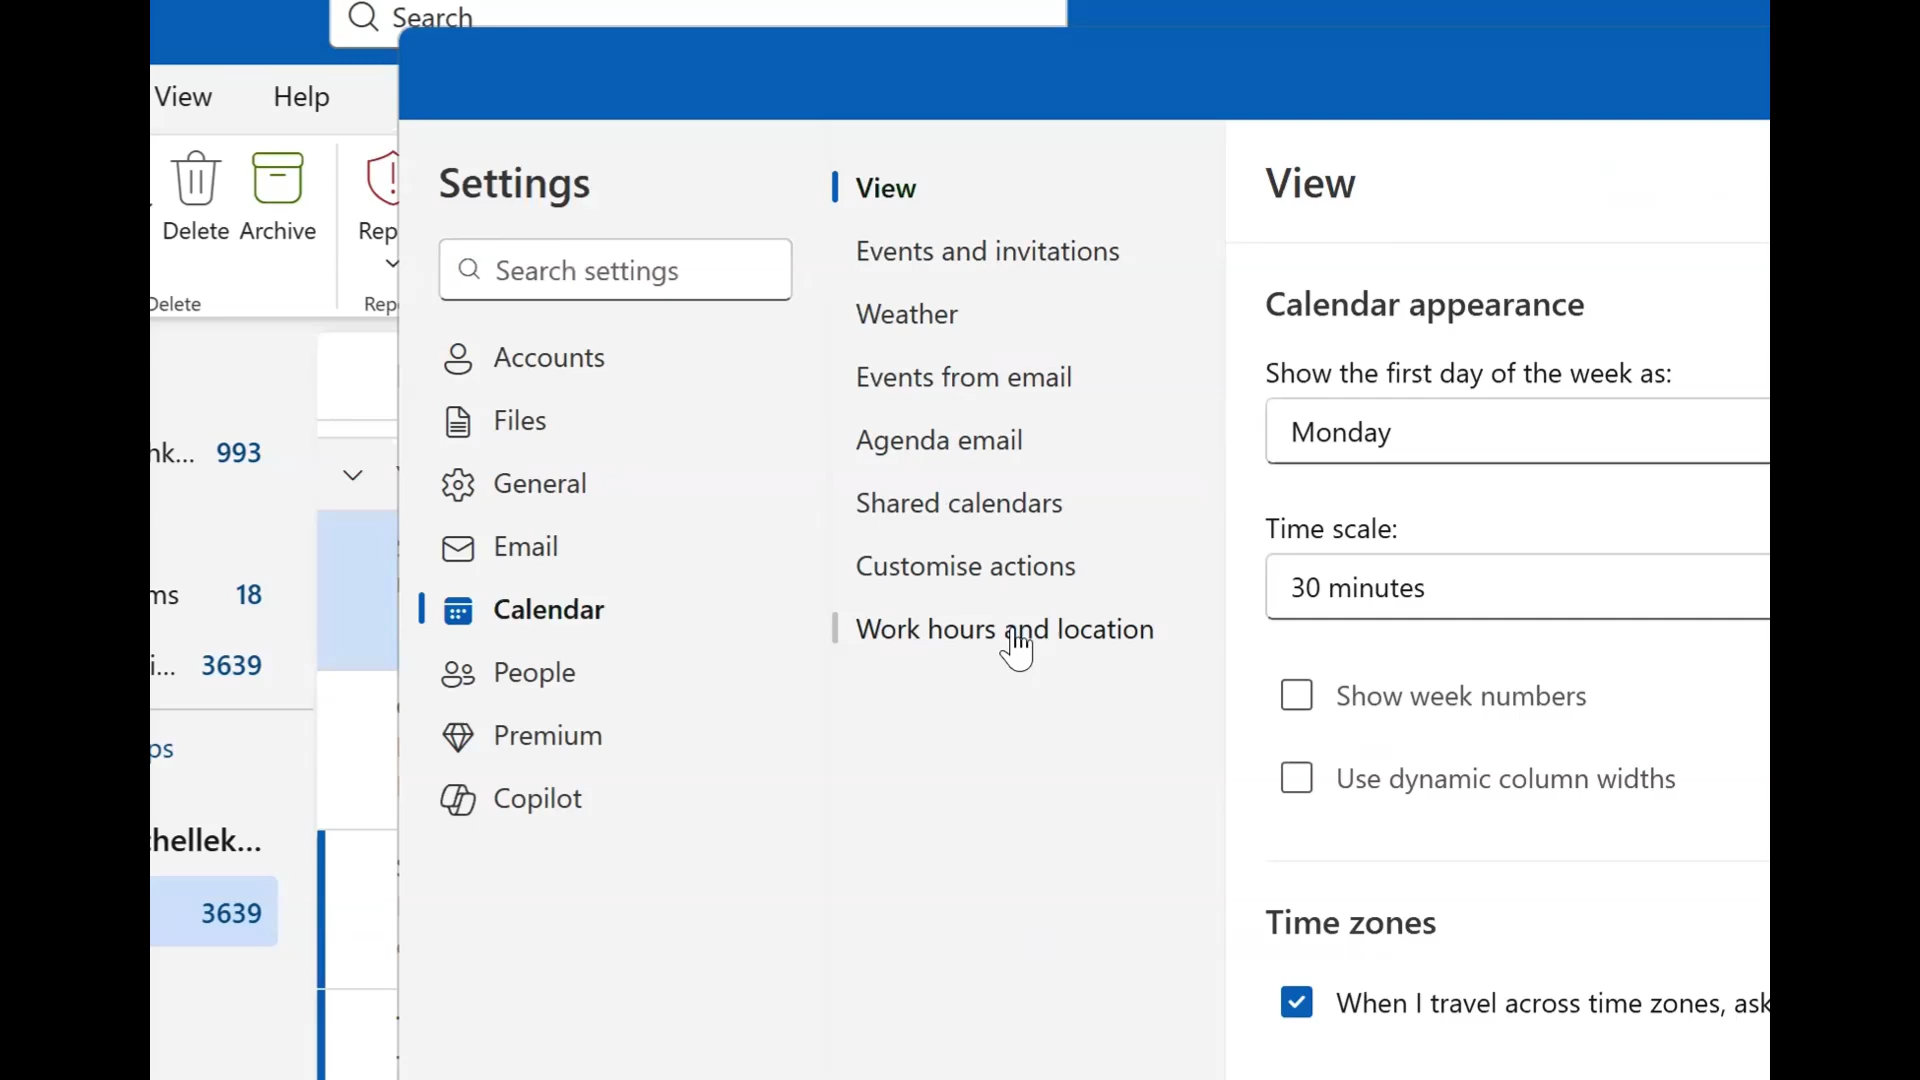 Search
View
Help
Delete
Archive
Delete
Settings
Search settings
Accounts
Files
General
Email
Calendar
People
Premium
Copilot
View
Events and invitations
Weather
Events from email
Agenda email
Shared calendars
Customise actions
Work hours and location
View
Calendar appearance
Show the first day of the week as:
Monday
Time scale:
30 minutes
Show week numbers
Use dynamic column widths
Time zones
When I travel across time zones, ask
993
18
3639
chellek...
3639